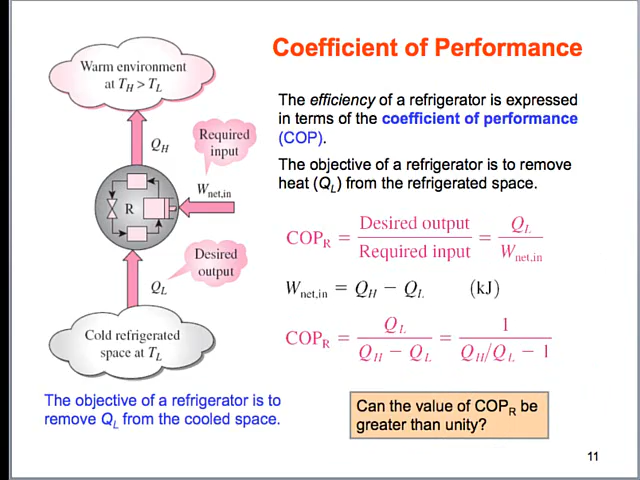 Coefficient of Performance
Warm environment
at T_H > T_L
Q_H
Required
input
W_net,in
R
Desired
output
Q_L
Cold refrigerated
space at T_L
The objective of a refrigerator is to
remove Q_L from the cooled space.
The efficiency of a refrigerator is expressed
in terms of the coefficient of performance
(COP).
The objective of a refrigerator is to remove
heat (Q_L) from the refrigerated space.
COP_R = Desired output / Required input = Q_L / W_net,in
W_net,in = Q_H − Q_L (kJ)
COP_R = Q_L / (Q_H − Q_L) = 1 / (Q_H/Q_L − 1)
Can the value of COP_R be
greater than unity?
11